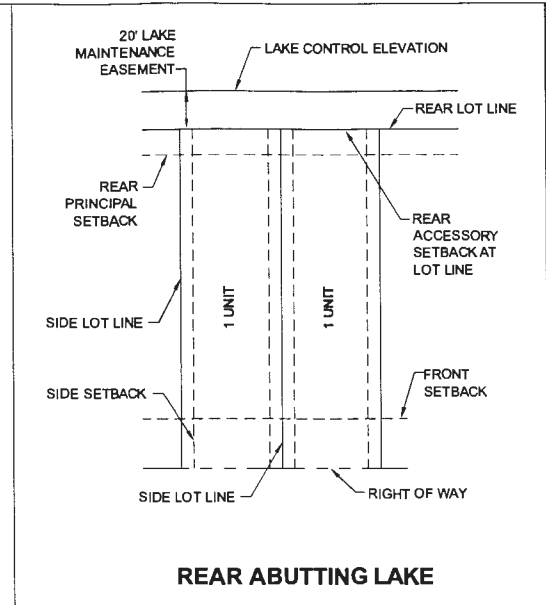 20' LAKE
MAINTENANCE
EASEMENT
LAKE CONTROL ELEVATION
REAR LOT LINE
REAR
PRINCIPAL
SETBACK
REAR
ACCESSORY
SETBACK AT
LOT LINE
1 UNIT
1 UNIT
SIDE LOT LINE
SIDE SETBACK
FRONT
SETBACK
SIDE LOT LINE
RIGHT OF WAY
REAR ABUTTING LAKE